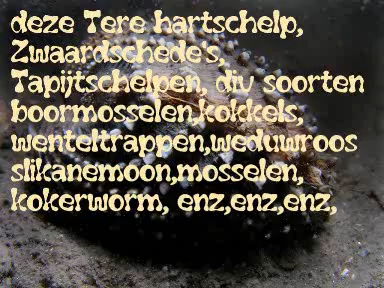 deze Tere hartschelp,
Zwaardschede's,
Tapijtschelpen, div soorten
boormosselen,kokkels,
wenteltrappen,weduwroos
slikanemoon,mosselen,
kokerworm, enz,enz,enz,